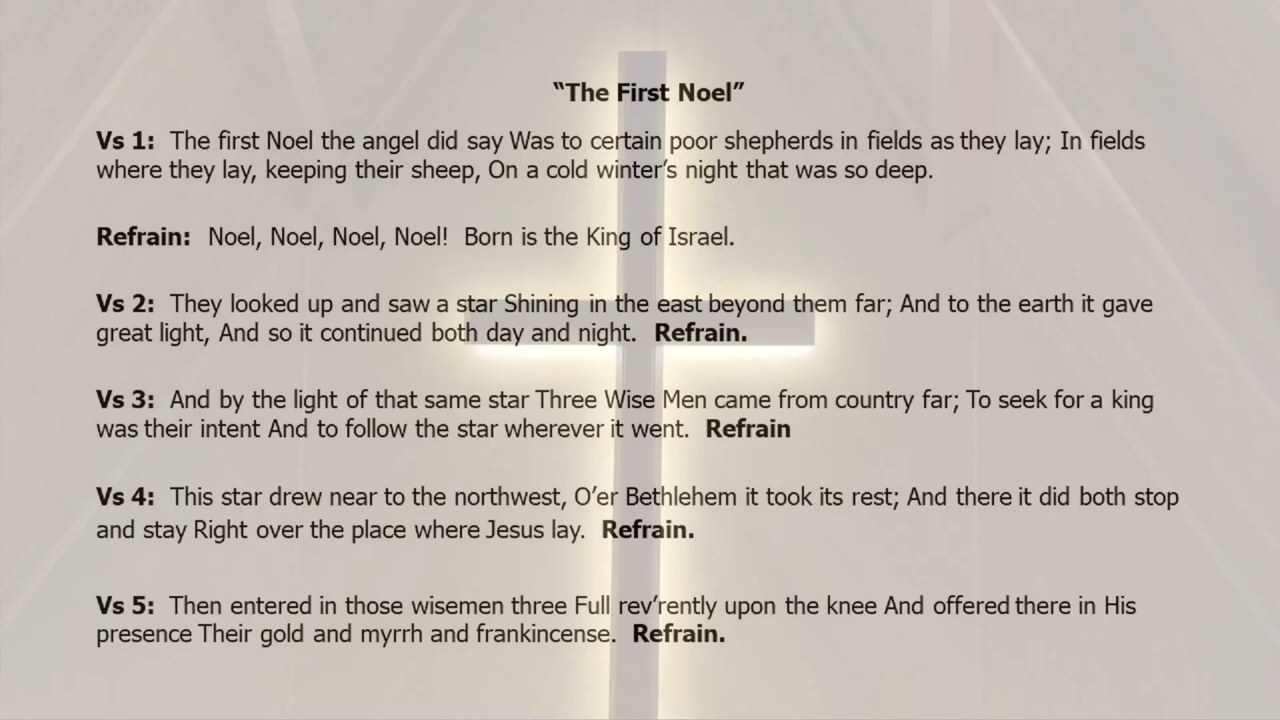 “The First Noel”
Vs 1: The first Noel the angel did say Was to certain poor shepherds in fields as they lay; In fields
where they lay, keeping their sheep, On a cold winter’s night that was so deep.
Refrain: Noel, Noel, Noel, Noel! Born is the King of Israel.
Vs 2: They looked up and saw a star Shining in the east beyond them far; And to the earth it gave
great light, And so it continued both day and night. Refrain.
Vs 3: And by the light of that same star Three Wise Men came from country far; To seek for a king
was their intent And to follow the star wherever it went. Refrain
Vs 4: This star drew near to the northwest, O’er Bethlehem it took its rest; And there it did both stop
and stay Right over the place where Jesus lay. Refrain.
Vs 5: Then entered in those wisemen three Full rev’rently upon the knee And offered there in His
presence Their gold and myrrh and frankincense. Refrain.